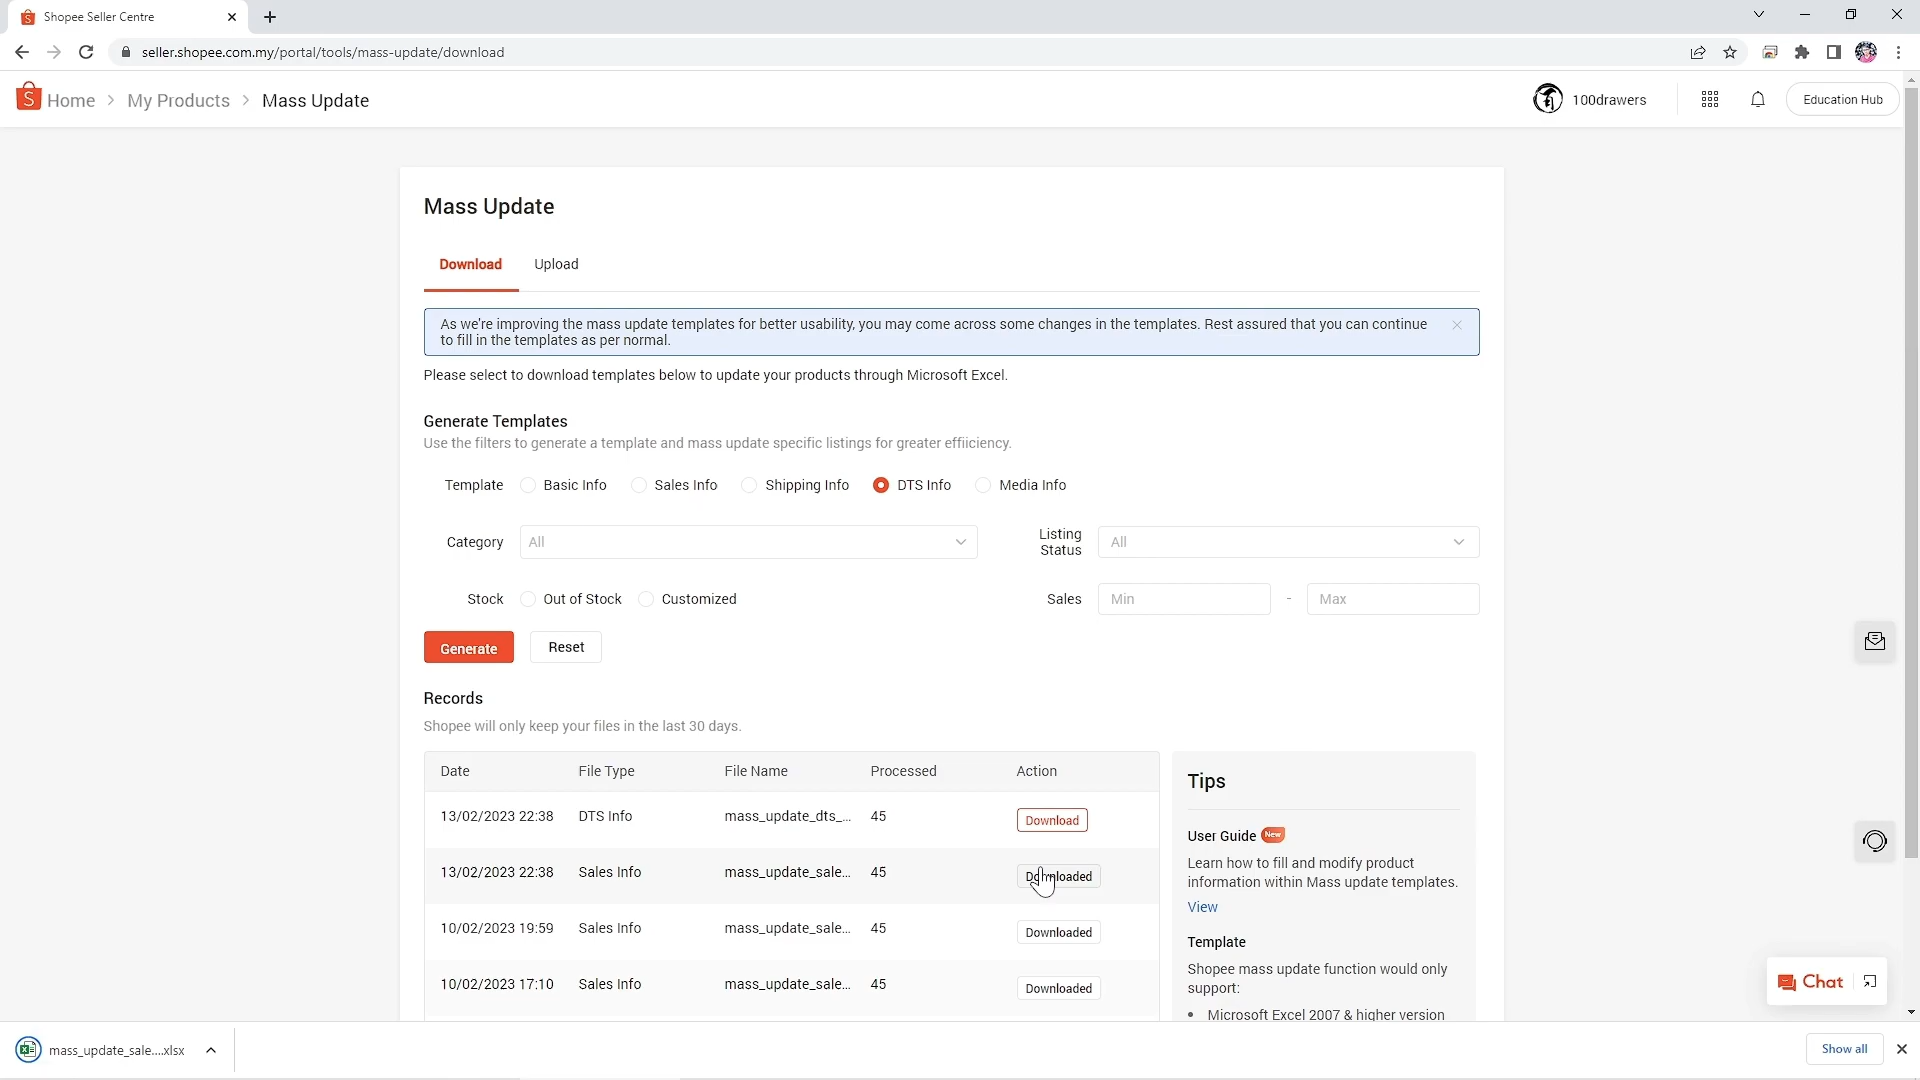 Shopee Seller Centre
seller.shopee.com.my/portal/tools/mass-update/download
Home > My Products > Mass Update
100drawers
Education Hub
Mass Update
Download Upload
As we're improving the mass update templates for better usability, you may come across some changes in the templates. Rest assured that you can continue
to fill in the templates as per normal.
Please select to download templates below to update your products through Microsoft Excel.
Generate Templates
Use the filters to generate a template and mass update specific listings for greater effiiciency.
Template Basic Info Sales Info Shipping Info DTS Info Media Info
Category All
Listing
Status All
Stock Out of Stock Customized
Sales Min - Max
Generate Reset
Records
Shopee will only keep your files in the last 30 days.
Date File Type File Name Processed Action
13/02/2023 22:38 DTS Info mass_update_dts_... 45 Download
13/02/2023 22:38 Sales Info mass_update_sale... 45 Downloaded
10/02/2023 19:59 Sales Info mass_update_sale... 45 Downloaded
10/02/2023 17:10 Sales Info mass_update_sale... 45 Downloaded
Tips
User Guide New
Learn how to fill and modify product
information within Mass update templates.
View
Template
Shopee mass update function would only
support:
• Microsoft Excel 2007 & higher version
Chat
mass_update_sale....xlsx
Show all